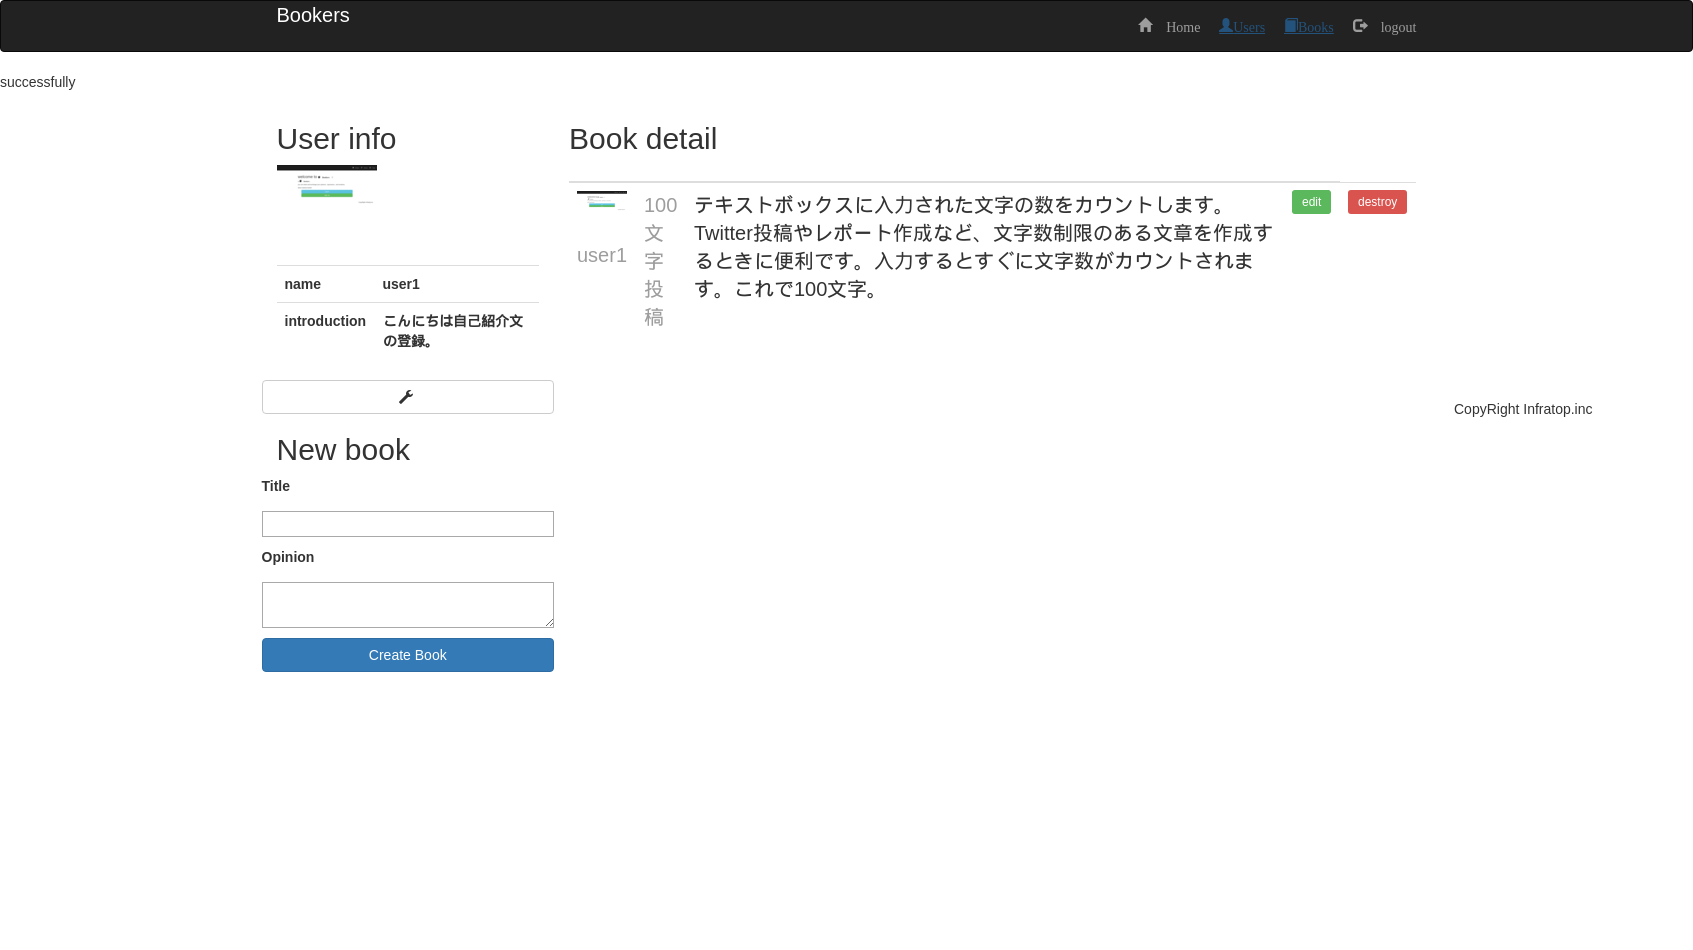 Bookers
Home Users Books logout
successfully
User info
name user1
introduction こんにちは自己紹介文
の登録。
New book
Title
Opinion
Create Book
Book detail
user1
100
文
字
投
稿
テキストボックスに入力された文字の数をカウントします。
Twitter投稿やレポート作成など、文字数制限のある文章を作成す
るときに便利です。入力するとすぐに文字数がカウントされま
す。これで100文字。
edit destroy
CopyRight Infratop.inc